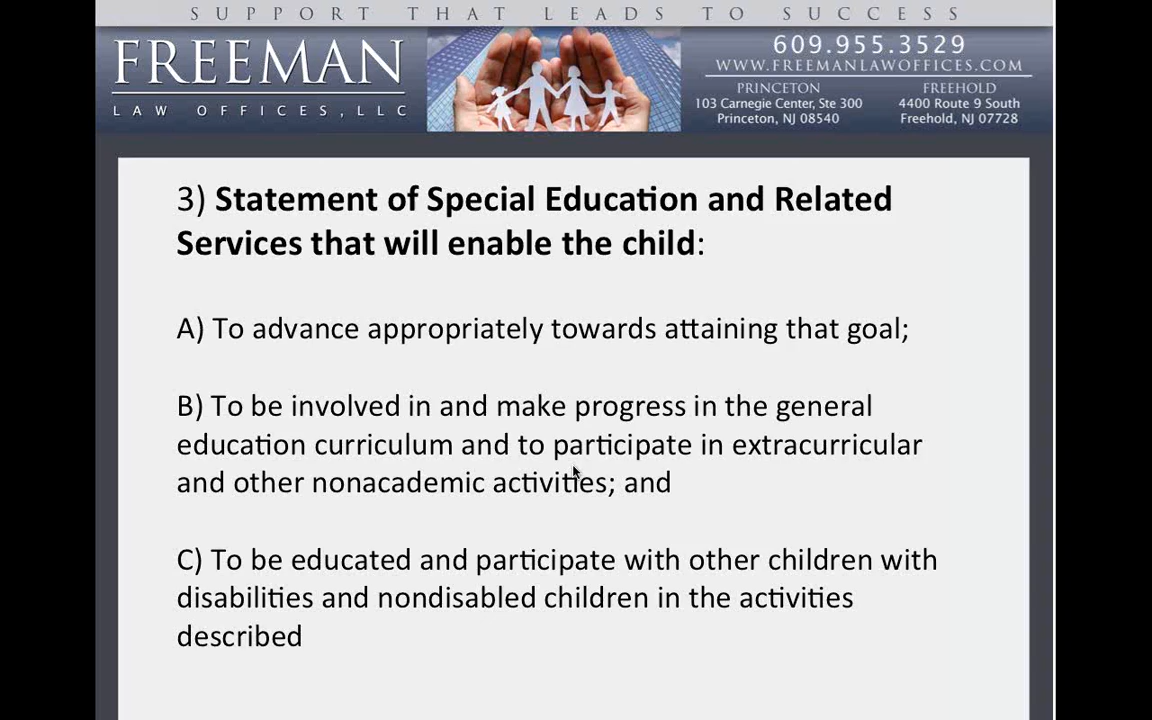 SUPPORT THAT LEADS TO SUCCESS
FREEMAN
LAW OFFICES, LLC
609.955.3529
WWW.FREEMANLAWOFFICES.COM
PRINCETON
103 Carnegie Center, Ste 300
Princeton, NJ 08540
FREEHOLD
4400 Route 9 South
Freehold, NJ 07728
3) Statement of Special Education and Related
Services that will enable the child:
A) To advance appropriately towards attaining that goal;
B) To be involved in and make progress in the general
education curriculum and to participate in extracurricular
and other nonacademic activities; and
C) To be educated and participate with other children with
disabilities and nondisabled children in the activities
described